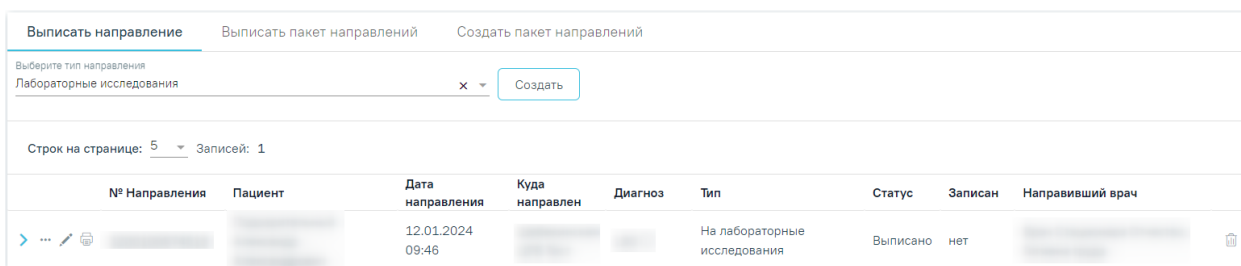 Выписать направление Выписать пакет направлений Создать пакет направлений
Выберите тип направления
Лабораторные исследования
Создать
Строк на странице: 5 Записей: 1
№ Направления Пациент Дата направления Куда направлен Диагноз Тип Статус Записан Направивший врач
12.01.2024
09:46
На лабораторные
исследования
Выписано нет